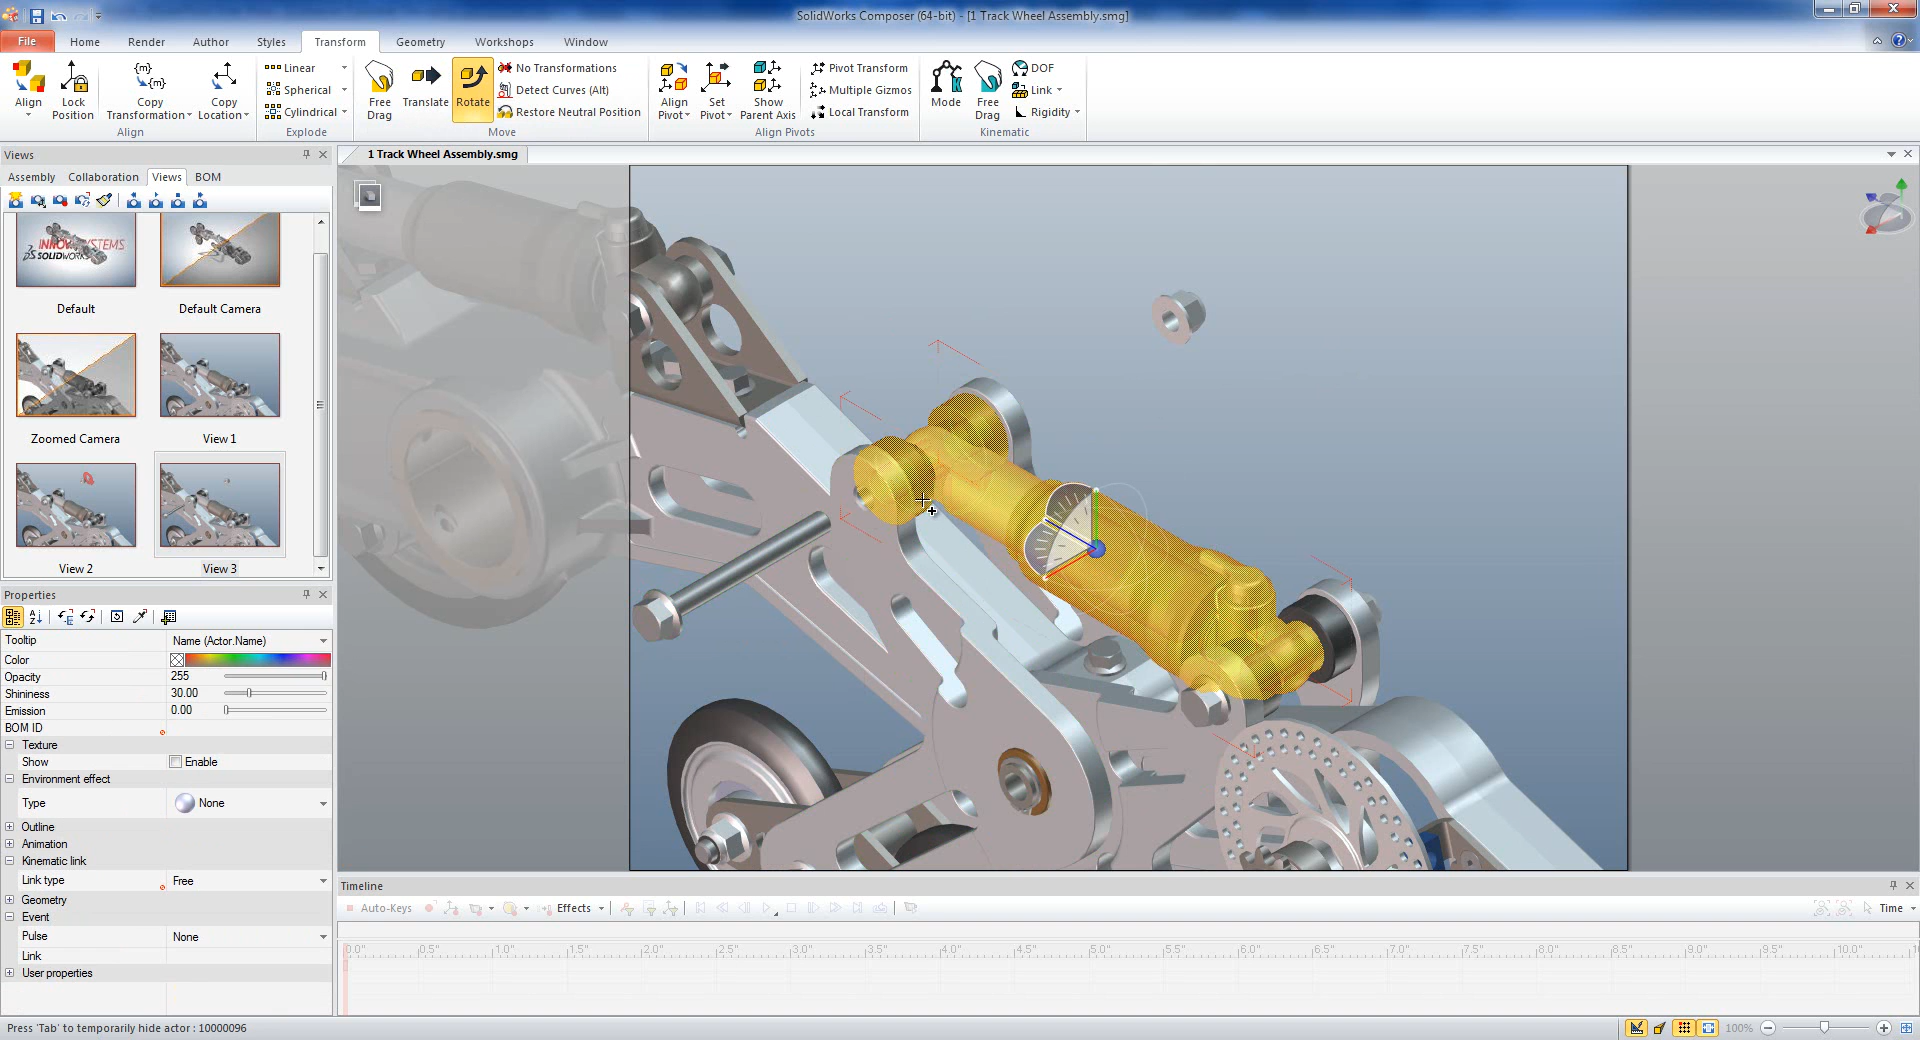 SolidWorks Composer (64-bit) - [1 Track Wheel Assembly.smg]
File Home Render Author Styles Transform Geometry Workshops Window
Align
Lock Position
Copy Transformation
Copy Location
Align
Linear
Spherical
Cylindrical
Explode
Free Drag
Translate
Rotate
No Transformations
Detect Curves (Alt)
Restore Neutral Position
Move
Align Pivot
Set Pivot
Show Parent Axis
Pivot Transform
Multiple Gizmos
Local Transform
Align Pivots
Mode
Free Drag
DOF
Link
Rigidity
Kinematic
Views
1 Track Wheel Assembly.smg
Assembly Collaboration Views BOM
SOLIDWORKS
Default
Default Camera
Zoomed Camera
View 1
View 2
View 3
Properties
Tooltip Name (Actor.Name)
Color
Opacity 255
Shininess 30.00
Emission 0.00
BOM ID
Texture
Show Enable
Environment effect
Type None
Outline
Animation
Kinematic link
Link type Free
Geometry
Event
Pulse None
Link
User properties
Timeline
Auto-Keys Effects Time
0.0" 0.5" 1.0" 1.5" 2.0" 2.5" 3.0" 3.5" 4.0" 4.5" 5.0" 5.5" 6.0" 6.5" 7.0" 7.5" 8.0" 8.5" 9.0" 9.5" 10.0"
Press 'Tab' to temporarily hide actor : 10000096
100%